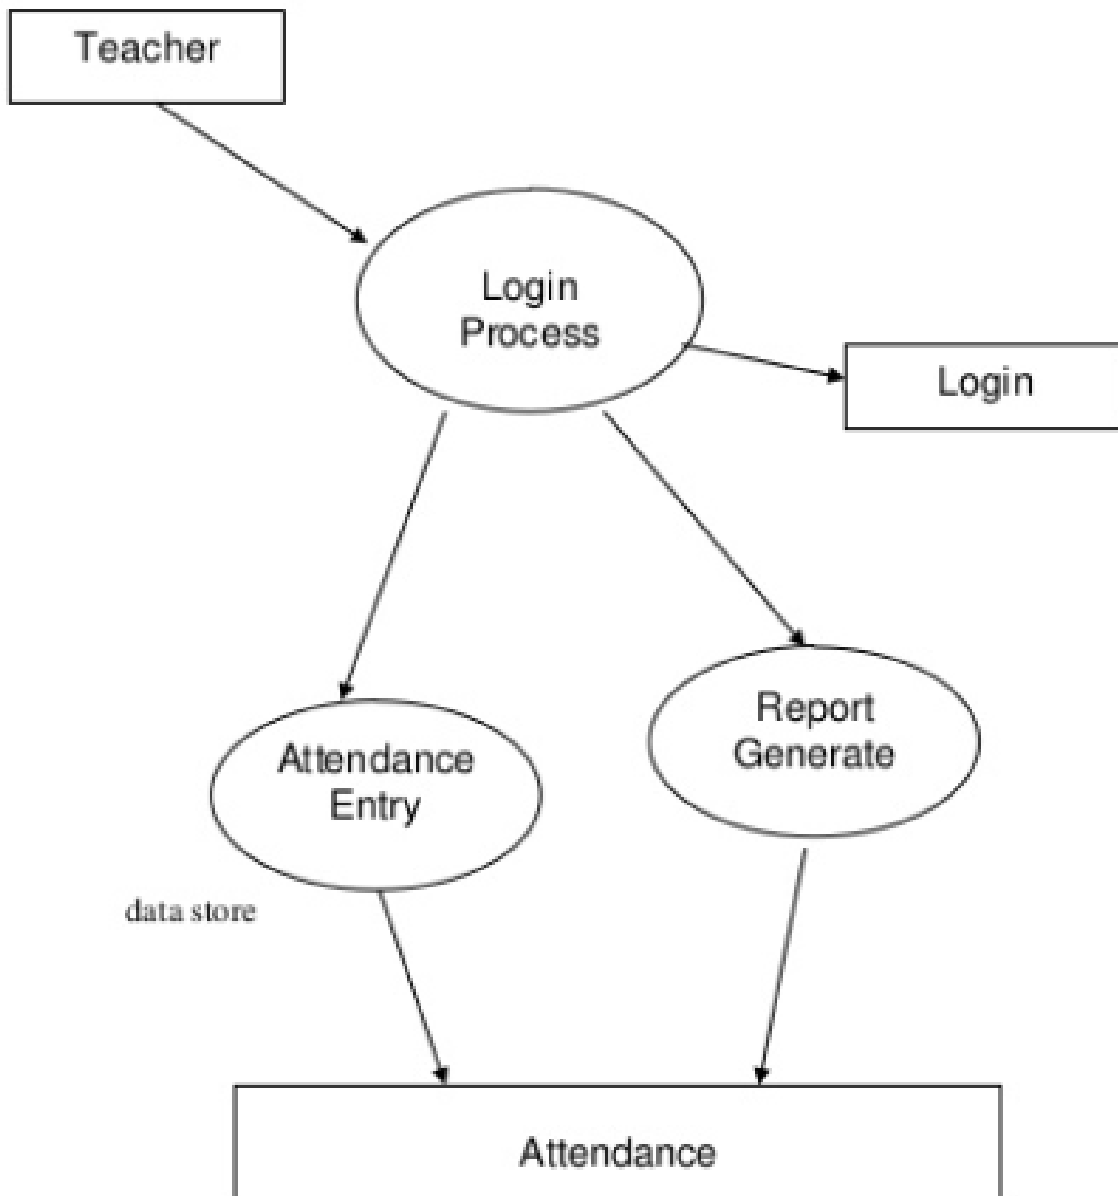 Teacher
Login
Process
Login
Report
Generate
Attendance
Entry
data store
Attendance